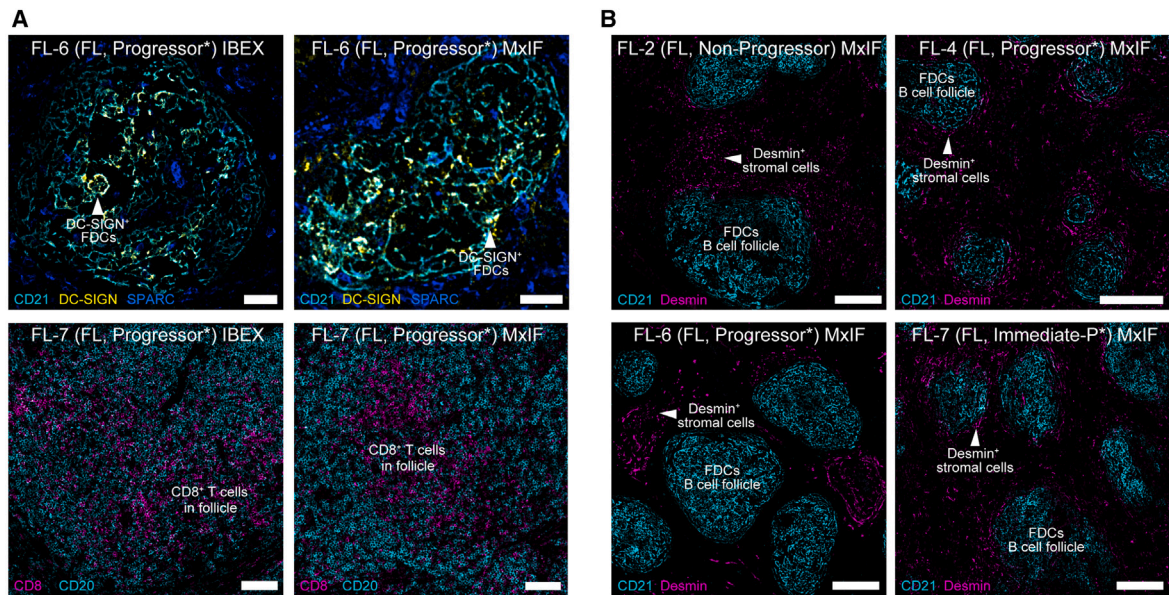 A
FL-6 (FL, Progressor*) IBEX
DC-SIGN⁺
FDCs
CD21 DC-SIGN SPARC
FL-6 (FL, Progressor*) MxIF
DC-SIGN⁺
FDCs
CD21 DC-SIGN SPARC
FL-7 (FL, Progressor*) IBEX
CD8⁺ T cells
in follicle
CD8 CD20
FL-7 (FL, Progressor*) MxIF
CD8⁺ T cells
in follicle
CD8 CD20
B
FL-2 (FL, Non-Progressor) MxIF
Desmin⁺
stromal cells
FDCs
B cell follicle
CD21 Desmin
FL-4 (FL, Progressor*) MxIF
FDCs
B cell follicle
Desmin⁺
stromal cells
CD21 Desmin
FL-6 (FL, Progressor*) MxIF
Desmin⁺
stromal cells
FDCs
B cell follicle
CD21 Desmin
FL-7 (FL, Immediate-P*) MxIF
Desmin⁺
stromal cells
FDCs
B cell follicle
CD21 Desmin